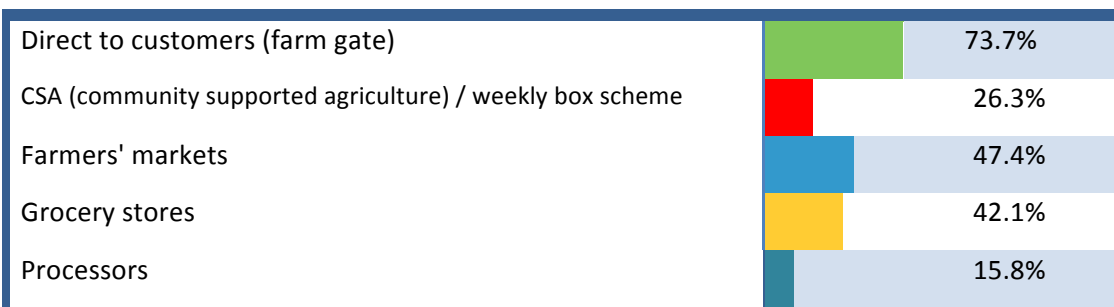 Direct to customers (farm gate) 73.7%
CSA (community supported agriculture) / weekly box scheme 26.3%
Farmers' markets 47.4%
Grocery stores 42.1%
Processors 15.8%